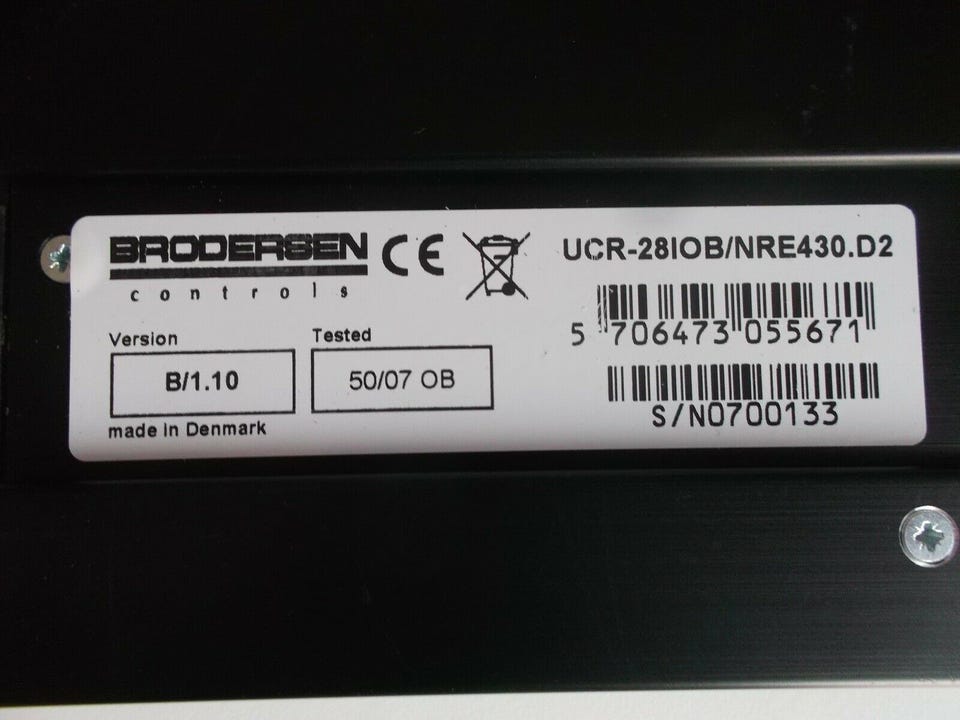 BRODERSEN
controls
CE
UCR-28IOB/NRE430.D2
5 706473 055671
S/N0700133
Version
B/1.10
Tested
50/07 OB
made in Denmark